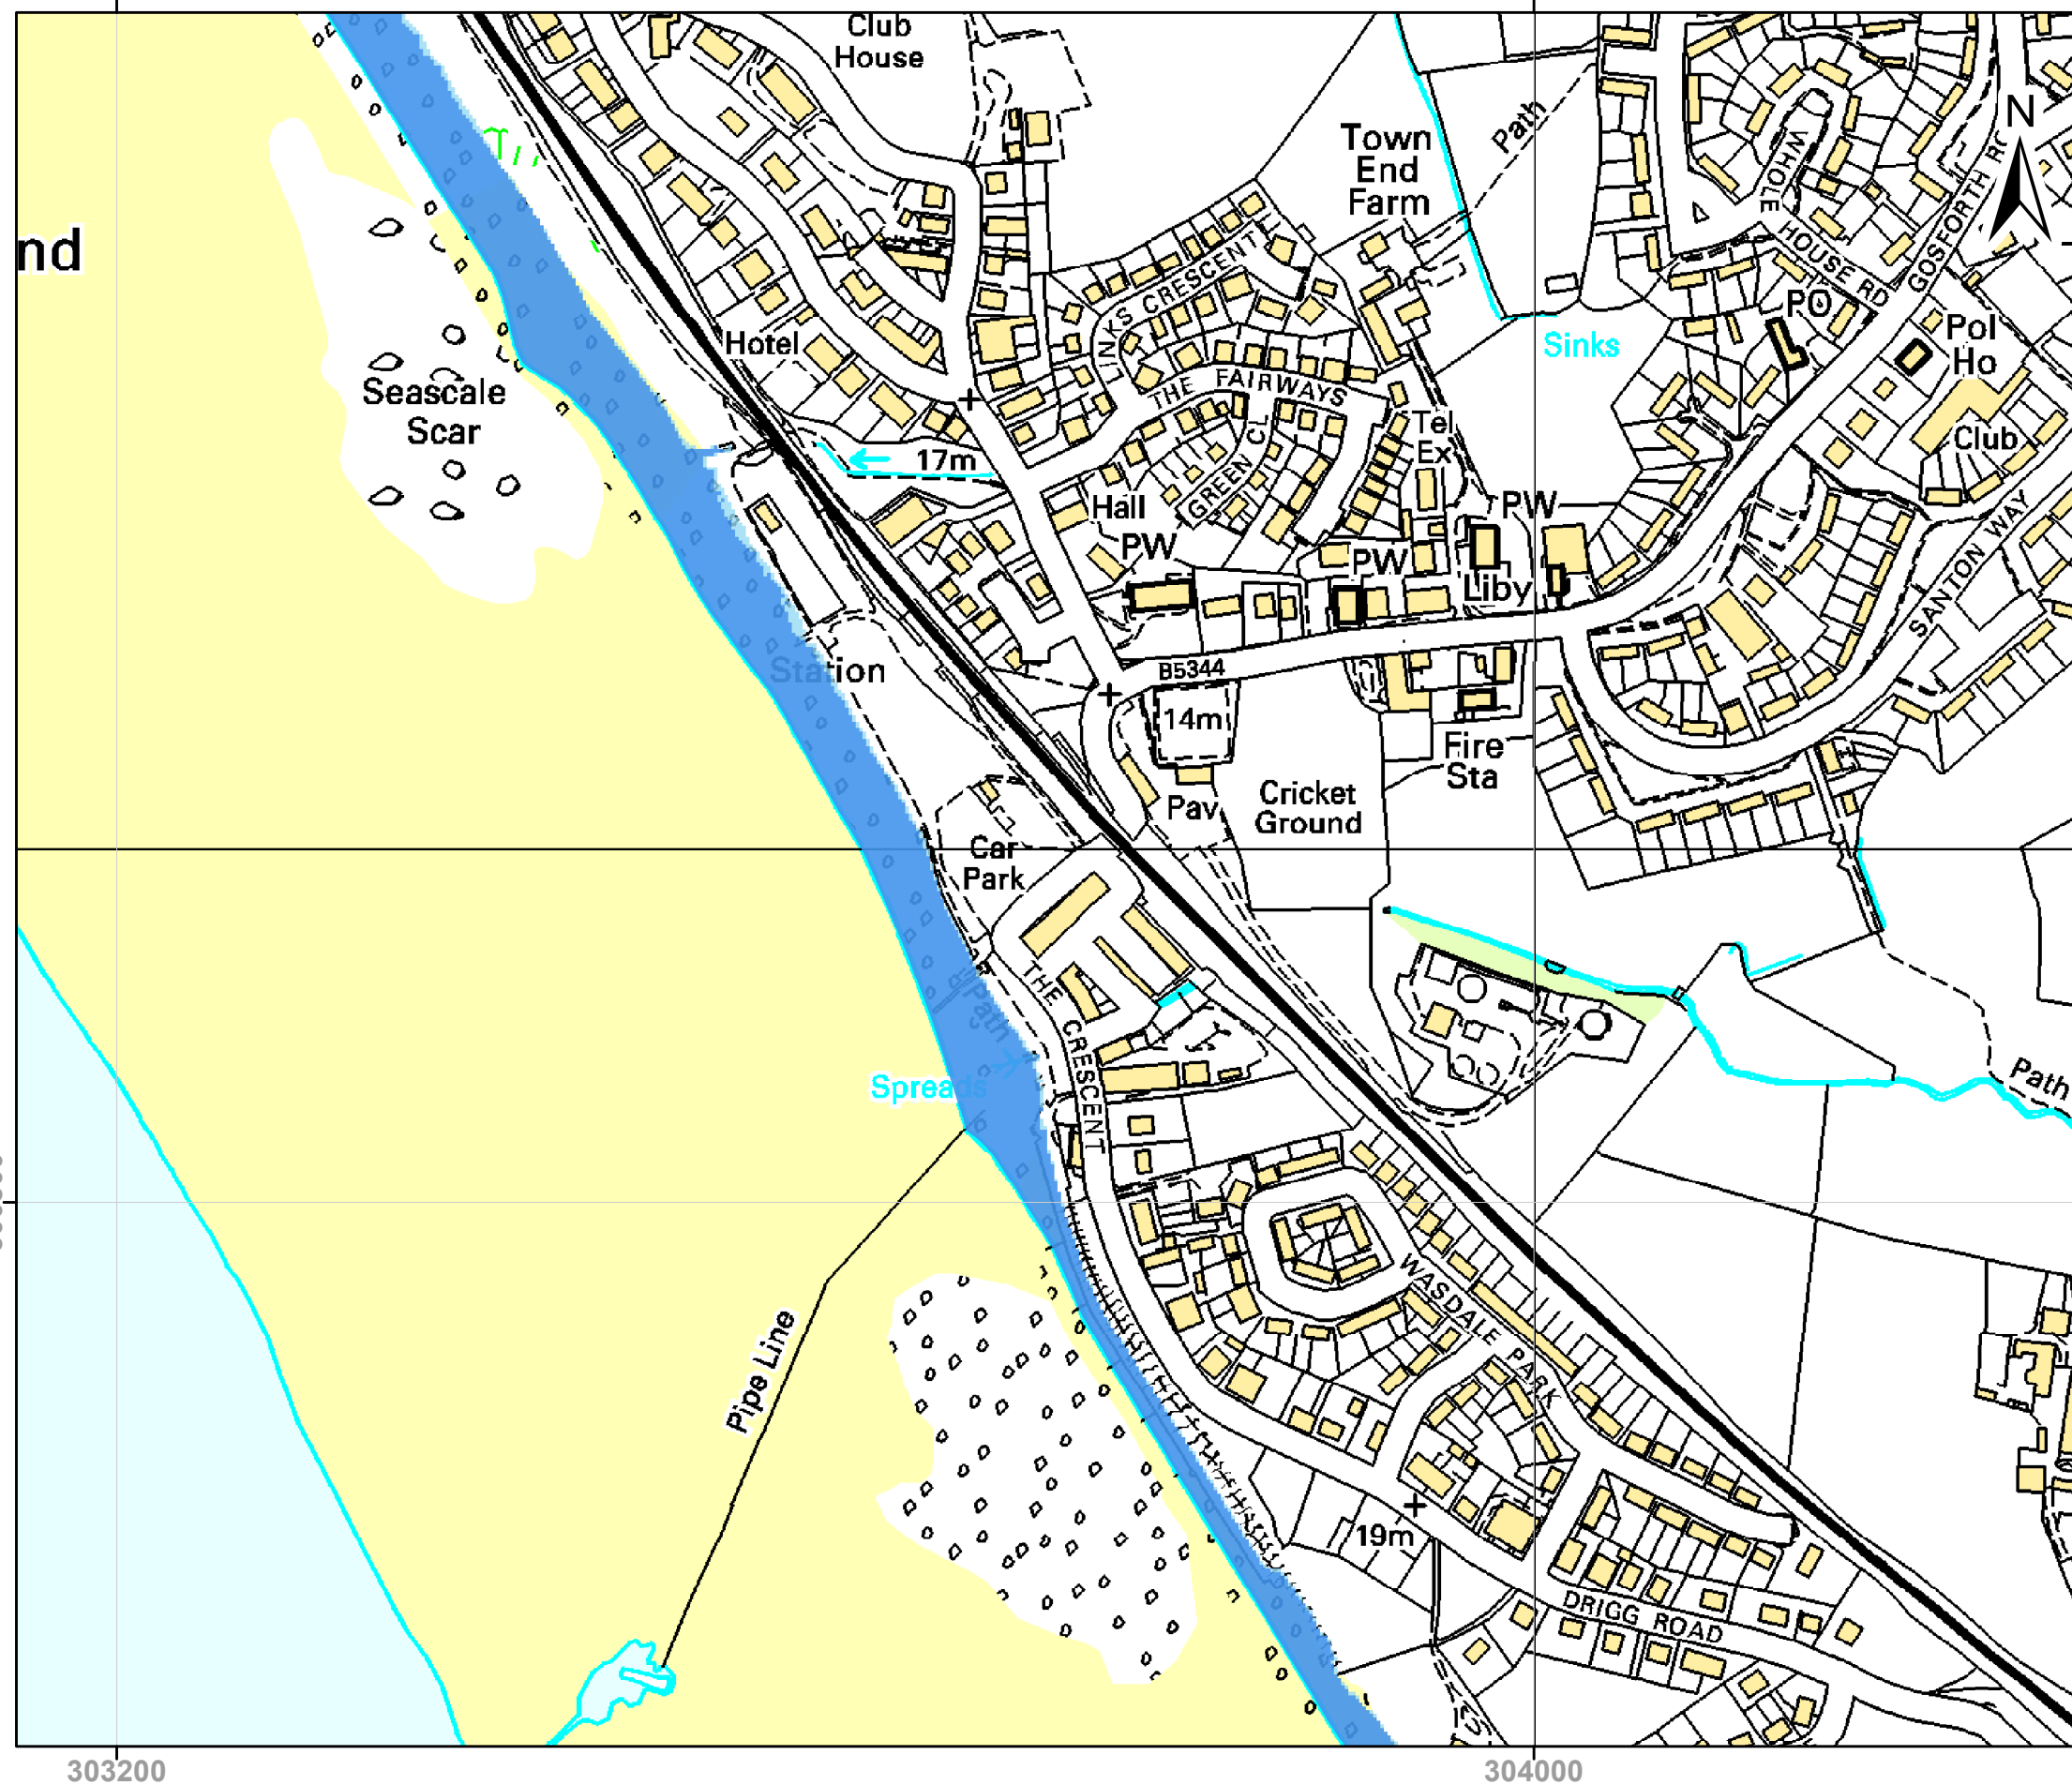 Club
House
N
Town
End
Farm
Path
WHOLE
HOUSE RD
GOSFORTH
nd
LINKS CRESCENT
PO
Pol
Ho
Sinks
Hotel
Seascale
Scar
THE FAIRWAYS
Tel
Ex
Club
17m
GREEN CL
Hall
PW
PW
PW
Liby
SANTON WAY
Station
B5344
14m
Fire
Sta
Pav
Cricket
Ground
Car
Park
THE CRESCENT
Path
Spreads
Path
WASDALE PARK
Pipe Line
19m
DRIGG ROAD
303200
304000